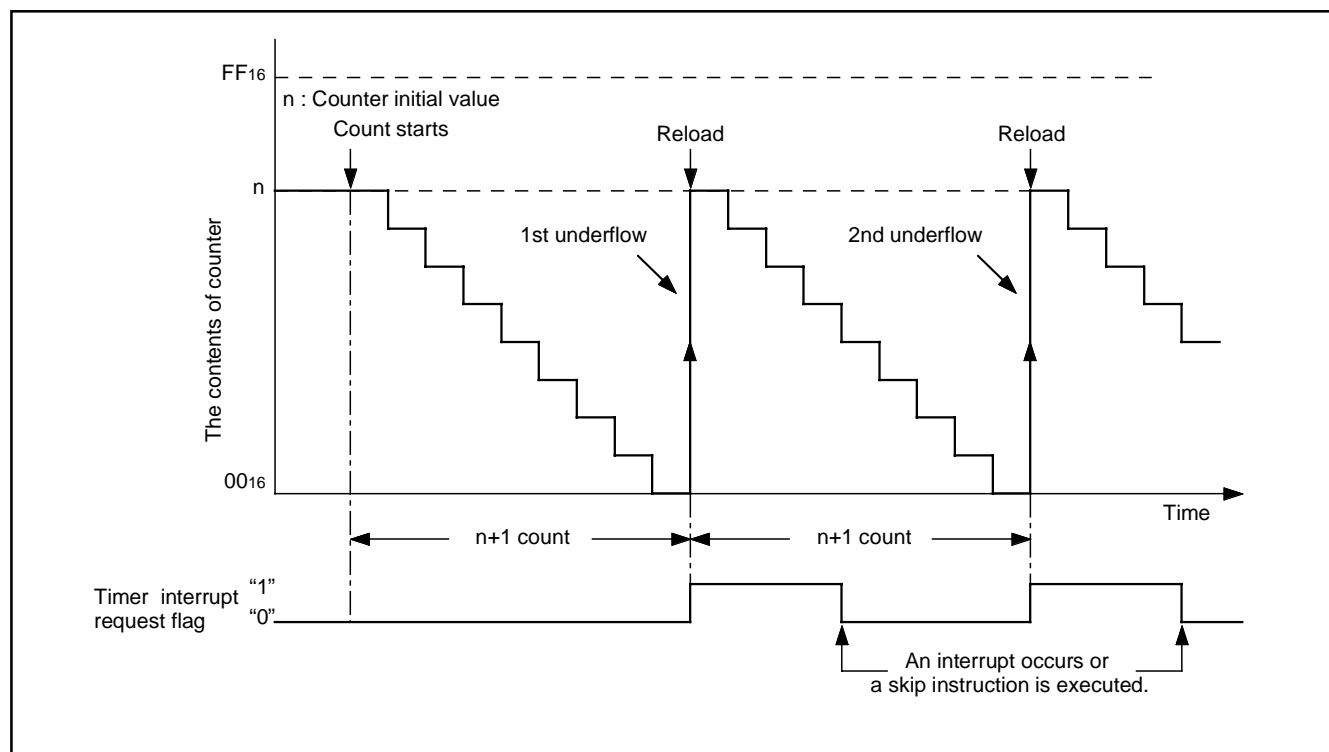 FF16
n : Counter initial value
Count starts
Reload
Reload
n
1st underflow
2nd underflow
The contents of counter
0016
Time
n+1 count
n+1 count
Timer interrupt
request flag
“1”
“0”
An interrupt occurs or
a skip instruction is executed.